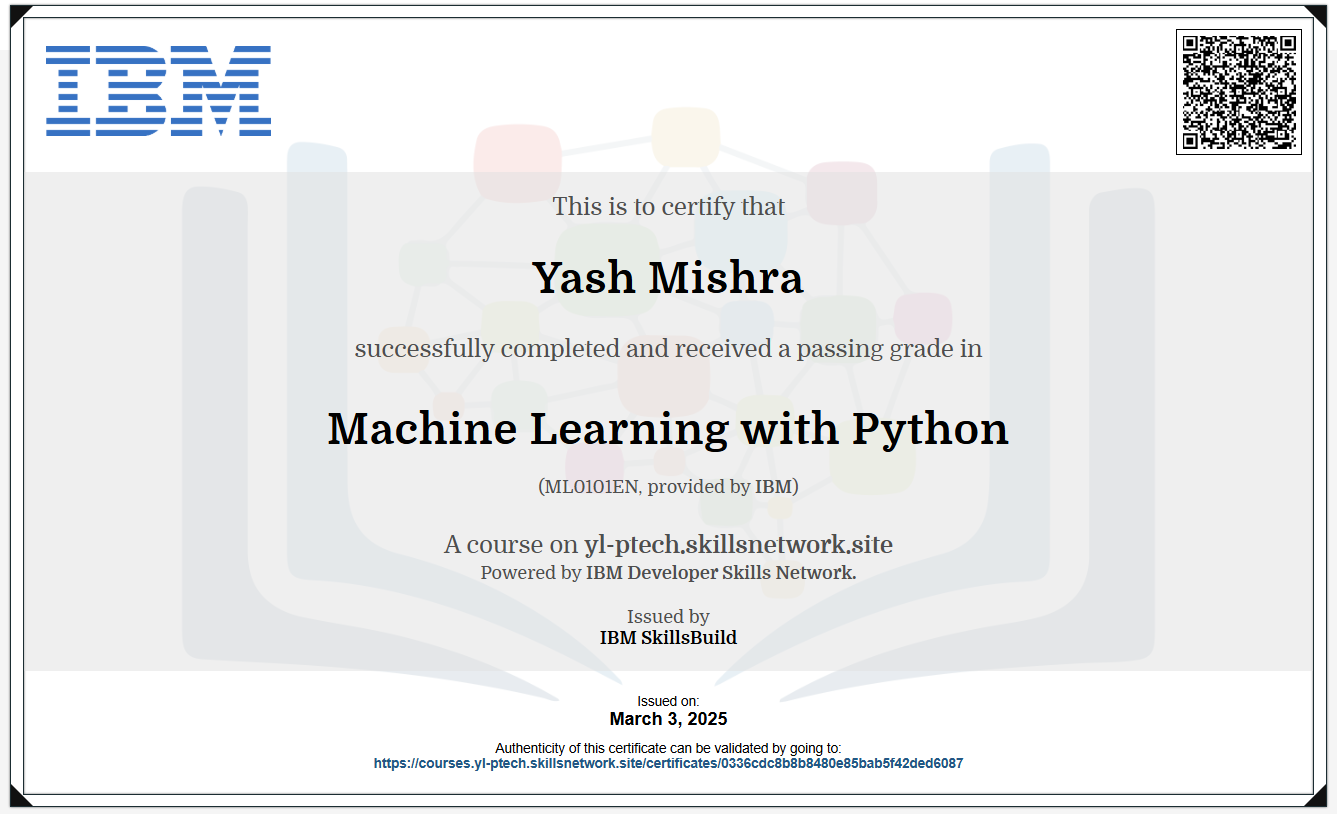 IBM
This is to certify that
Yash Mishra
successfully completed and received a passing grade in
Machine Learning with Python
(ML0101EN, provided by IBM)
A course on yl-ptech.skillsnetwork.site
Powered by IBM Developer Skills Network.
Issued by
IBM SkillsBuild
Issued on:
March 3, 2025
Authenticity of this certificate can be validated by going to:
https://courses.yl-ptech.skillsnetwork.site/certificates/0336cdc8b8b8480e85bab5f42ded6087